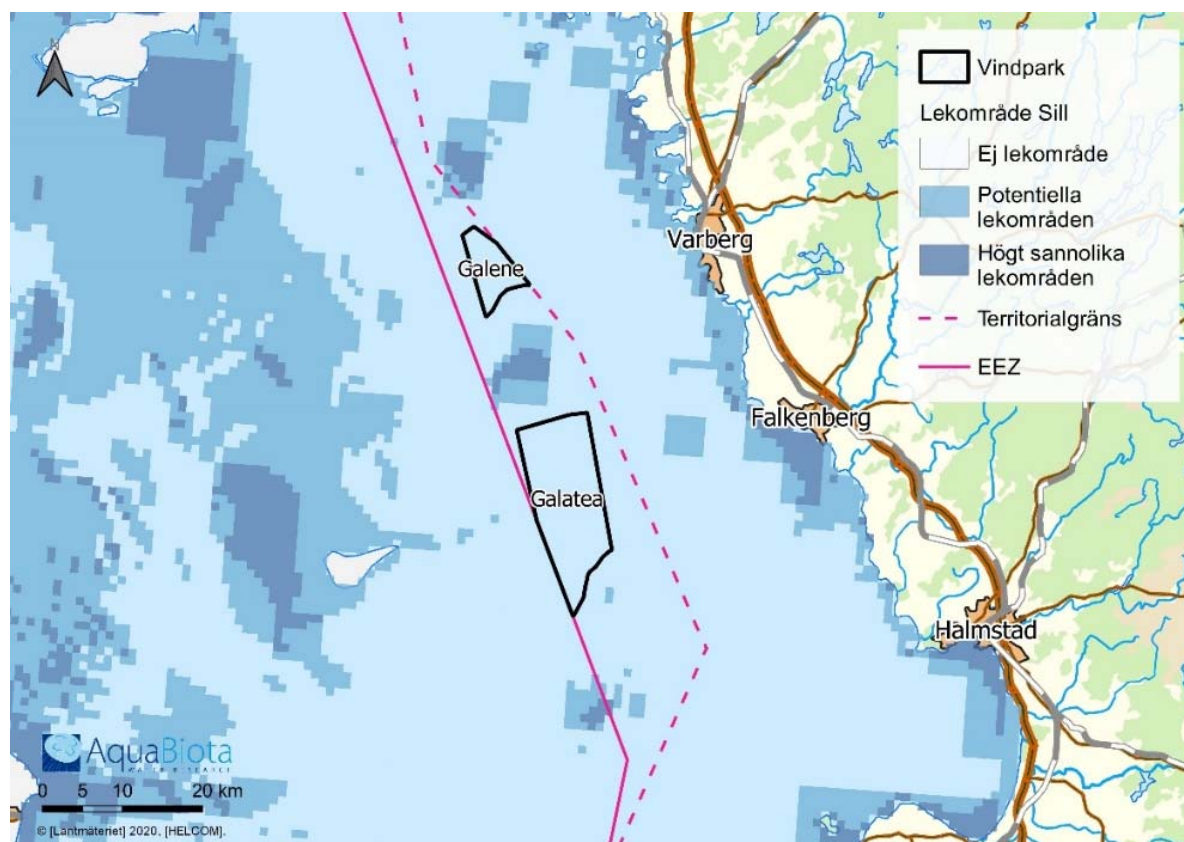 N
Vindpark
Lekområde Sill
Ej lekområde
Potentiella
lekområden
Högt sannolika
lekområden
Territorialgräns
EEZ
Varberg
Galene
Falkenberg
Galatea
Halmstad
AquaBiota
0 5 10 20 km
© [Lantmäteriet] 2020, [HELCOM].